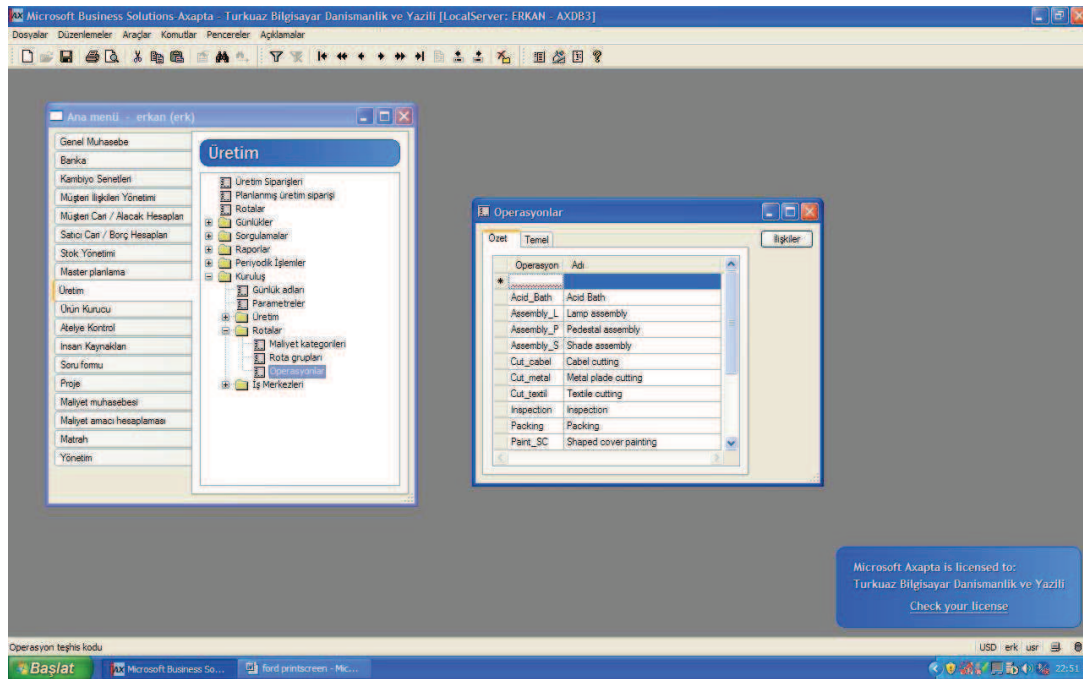 Microsoft Business Solutions-Axapta - Turkuaz Bilgisayar Danismanlik ve Yazili [LocalServer: ERKAN - AXDB3]
Dosyalar Düzenlemeler Araçlar Komutlar Pencereler Açıklamalar
Ana menü - erkan (erk)
Genel Muhasebe
Banka
Kambiyo Senetleri
Müşteri İlişkileri Yönetimi
Müşteri Cari / Alacak Hesapları
Satıcı Cari / Borç Hesapları
Stok Yönetimi
Master planlama
Üretim
Ürün Kurucu
Atelye Kontrol
İnsan Kaynakları
Soru formu
Proje
Maliyet muhasebesi
Maliyet amacı hesaplaması
Matrah
Yönetim
Üretim
Üretim Siparişleri
Planlanmış üretim siparişi
Rotalar
Günlükler
Sorgulamalar
Raporlar
Periyodik İşlemler
Kuruluş
Günlük adları
Parametreler
Üretim
Rotalar
Maliyet kategorileri
Rota grupları
Operasyonlar
İş Merkezleri
Operasyonlar
Özet Temel
İlişkiler
Operasyon Adı
Acid_Bath Acid Bath
Assembly_L Lamp assembly
Assembly_P Pedestal assembly
Assembly_S Shade assembly
Cut_cabel Cabel cutting
Cut_metal Metal plade cutting
Cut_textil Textile cutting
Inspection Inspection
Packing Packing
Paint_SC Shaped cover painting
Microsoft Axapta is licensed to:
Turkuaz Bilgisayar Danismanlik ve Yazili
Check your license
Operasyon teşhis kodu
USD erk usr
Başlat
Microsoft Business So...
ford printscreen - Mic...
22:51